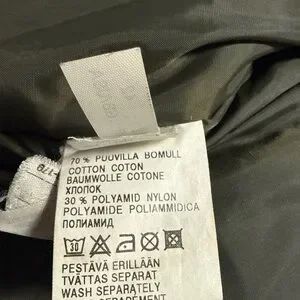 70 % PUUVILLA BOMULL
COTTON COTON
BAUMWOLLE COTONE
ХЛОПОК
30 % POLYAMID NYLON
POLYAMIDE POLIAMMIDICA
ПОЛИАМИД
30
PESTÄVÄ ERILLÄÄN
TVÄTTAS SEPARAT
WASH SEPARATELY